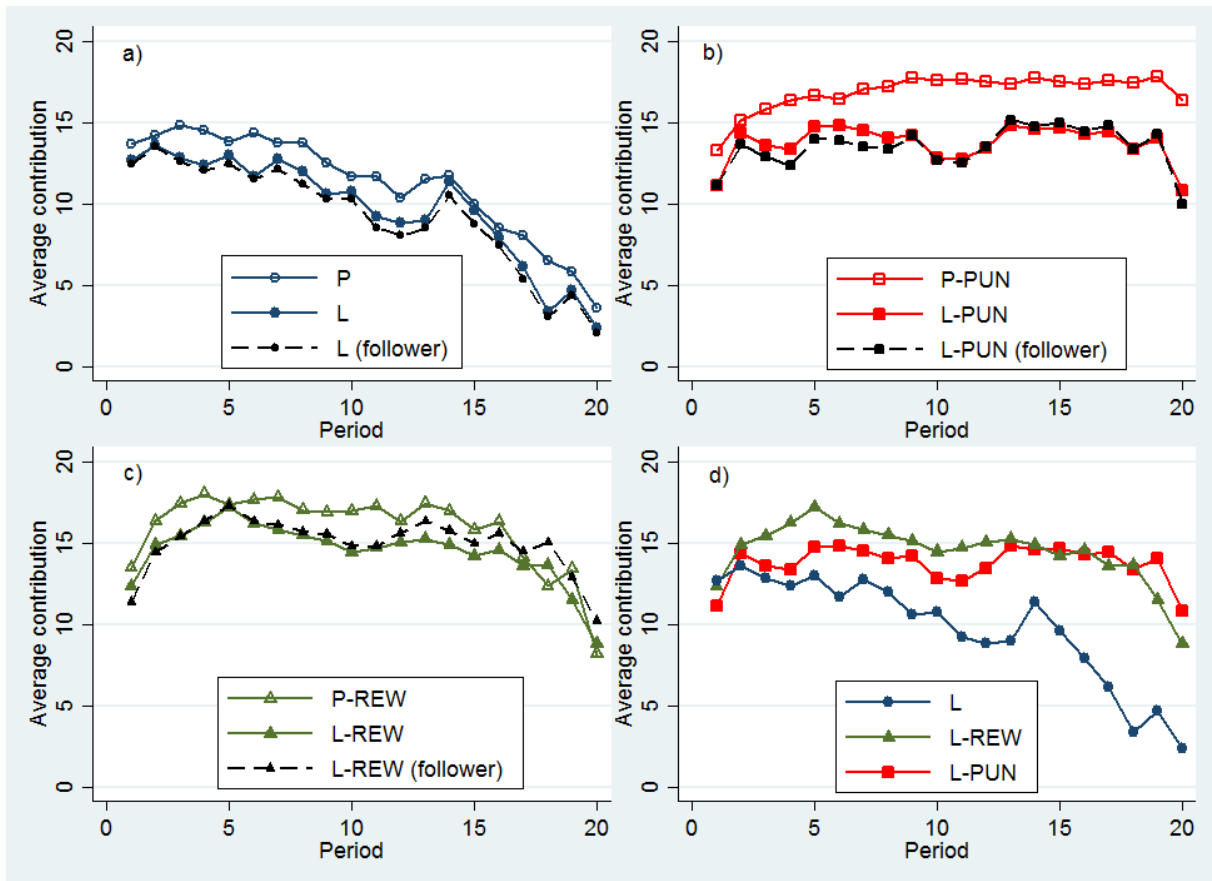 a)
Average contribution
20
15
10
5
0
P
L
L (follower)
0 5 10 15 20
Period
b)
Average contribution
20
15
10
5
0
P-PUN
L-PUN
L-PUN (follower)
0 5 10 15 20
Period
c)
Average contribution
20
15
10
5
0
P-REW
L-REW
L-REW (follower)
0 5 10 15 20
Period
d)
Average contribution
20
15
10
5
0
L
L-REW
L-PUN
0 5 10 15 20
Period